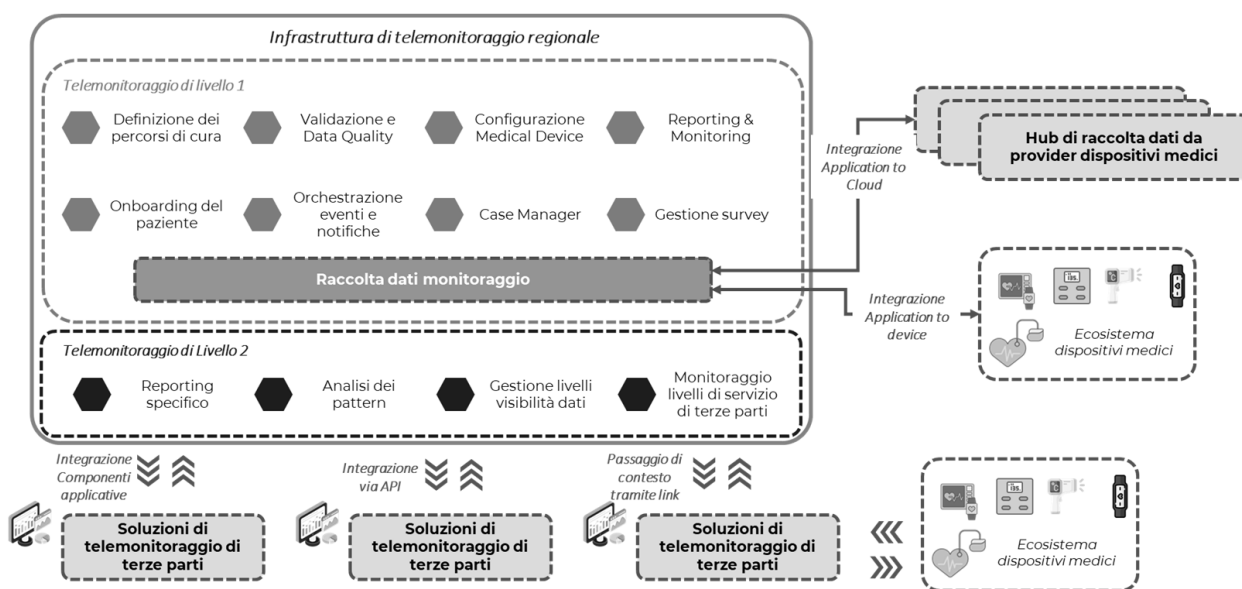 Infrastruttura di telemonitoraggio regionale
Telemonitoraggio di livello 1
Definizione dei
percorsi di cura
Validazione e
Data Quality
Configurazione
Medical Device
Reporting &
Monitoring
Onboarding del
paziente
Orchestrazione
eventi e
notifiche
Case Manager
Gestione survey
Raccolta dati monitoraggio
Integrazione
Application to
Cloud
Hub di raccolta dati da
provider dispositivi medici
Integrazione
Application to
device
Ecosistema
dispositivi medici
Telemonitoraggio di Livello 2
Reporting
specifico
Analisi dei
pattern
Gestione livelli
visibilità dati
Monitoraggio
livelli di servizio
di terze parti
Integrazione
Componenti
applicative
Integrazione
via API
Passaggio di
contesto
tramite link
Soluzioni di
telemonitoraggio di
terze parti
Soluzioni di
telemonitoraggio di
terze parti
Soluzioni di
telemonitoraggio di
terze parti
Ecosistema
dispositivi medici